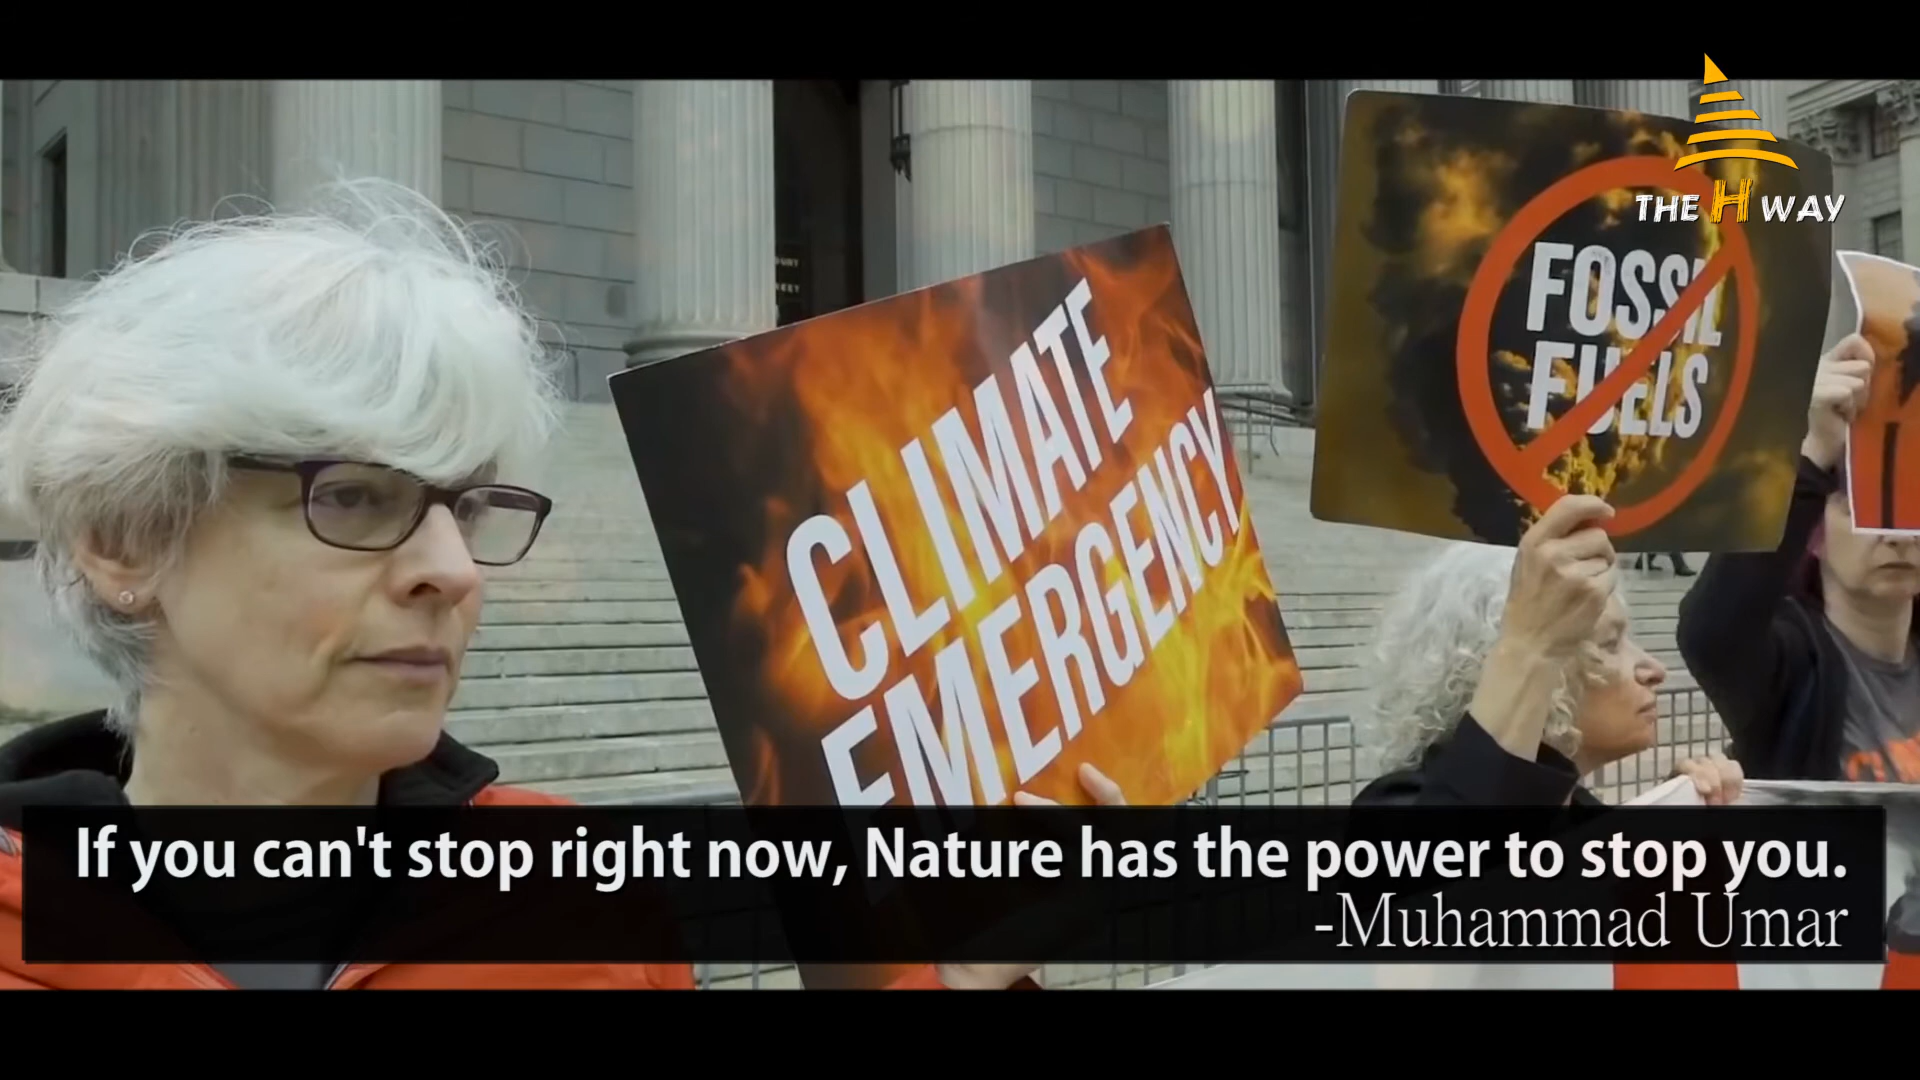 THE H WAY
FOSSIL
FUELS
CLIMATE
EMERGENCY
If you can't stop right now, Nature has the power to stop you.
-Muhammad Umar